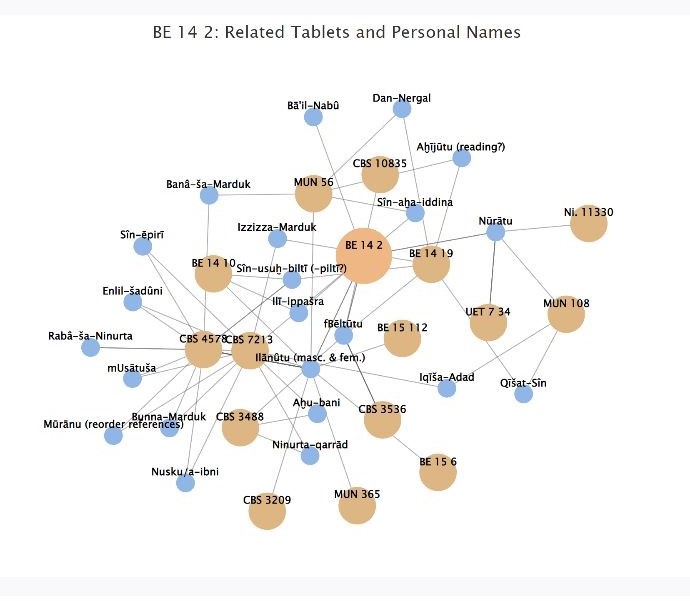 BE 14 2: Related Tablets and Personal Names
Dan-Nergal
Bā'il-Nabû
Aḫījūtu (reading?)
CBS 10835
MUN 56
Banâ-ša-Marduk
Sîn-aḫa-iddina
Ni. 11330
Nūrātu
Izzizza-Marduk
Sîn-ēpirī
BE 14 2
BE 14 19
BE 14 10
Sîn-usuḫ-biltī (-piltī?)
Enlil-šadûni
Ilī-ippašra
MUN 108
UET 7 34
fBēltūtu
BE 15 112
Rabâ-ša-Ninurta
CBS 4578
CBS 7213
Ilānûtu (masc. & fem.)
mUsātuša
Iqīša-Adad
Qīšat-Sîn
Aḫu-bani
CBS 3536
Bunna-Marduk
CBS 3488
Mūrānu (reorder references)
Ninurta-qarrād
BE 15 6
Nusku/a-ibni
MUN 365
CBS 3209